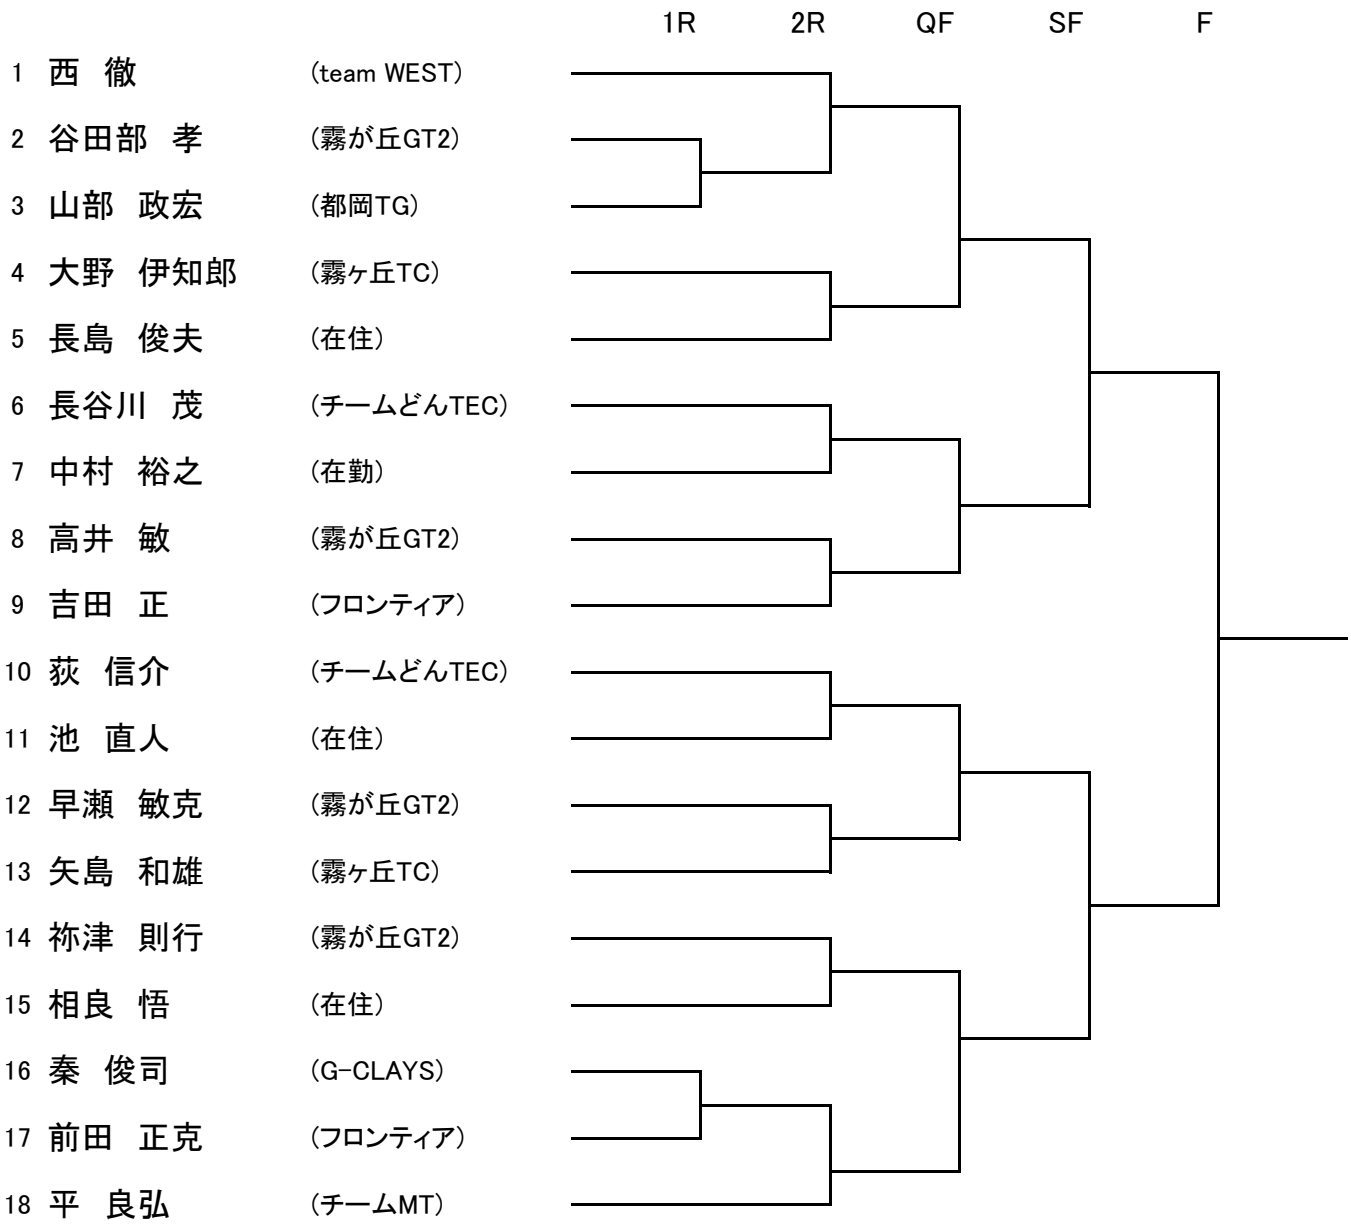 1R 2R QF SF F
1 西 徹 (team WEST)
2 谷田部 孝 (霧が丘GT2)
3 山部 政宏 (都岡TG)
4 大野 伊知郎 (霧ヶ丘TC)
5 長島 俊夫 (在住)
6 長谷川 茂 (チームどんTEC)
7 中村 裕之 (在勤)
8 高井 敏 (霧が丘GT2)
9 吉田 正 (フロンティア)
10 荻 信介 (チームどんTEC)
11 池 直人 (在住)
12 早瀬 敏克 (霧が丘GT2)
13 矢島 和雄 (霧ヶ丘TC)
14 祢津 則行 (霧が丘GT2)
15 相良 悟 (在住)
16 秦 俊司 (G-CLAYS)
17 前田 正克 (フロンティア)
18 平 良弘 (チームMT)